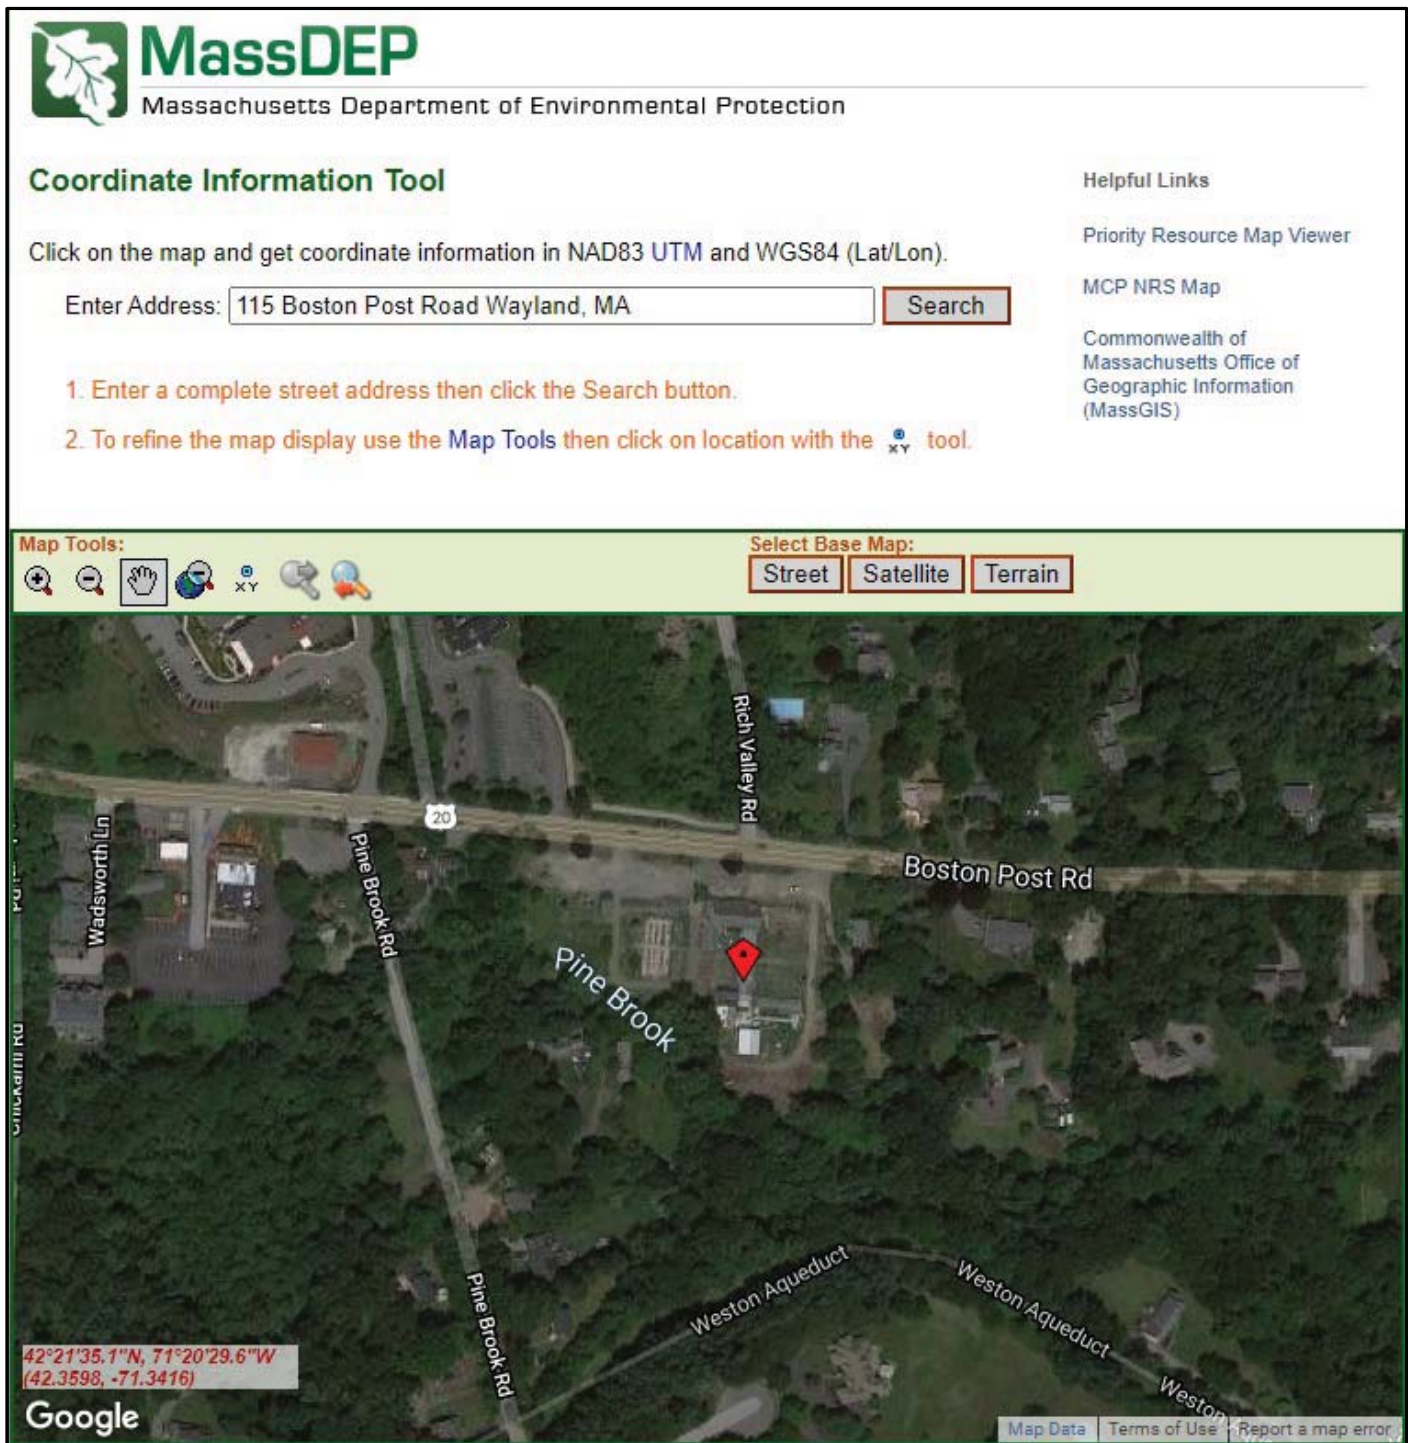 MassDEP
Massachusetts Department of Environmental Protection
Coordinate Information Tool
Click on the map and get coordinate information in NAD83 UTM and WGS84 (Lat/Lon).
Enter Address: 115 Boston Post Road Wayland, MA Search
1. Enter a complete street address then click the Search button.
2. To refine the map display use the Map Tools then click on location with the XY tool.
Helpful Links
Priority Resource Map Viewer
MCP NRS Map
Commonwealth of
Massachusetts Office of
Geographic Information
(MassGIS)
Map Tools:
XY
Select Base Map:
Street Satellite Terrain
Rich Valley Rd
20
Wadsworth Ln
Pine Brook Rd
Boston Post Rd
Pine Brook
Weston Aqueduct
Weston Aqueduct
Pine Brook Rd
Weston
42°21'35.1"N, 71°20'29.6"W
(42.3598, -71.3416)
Google
Map Data Terms of Use Report a map error